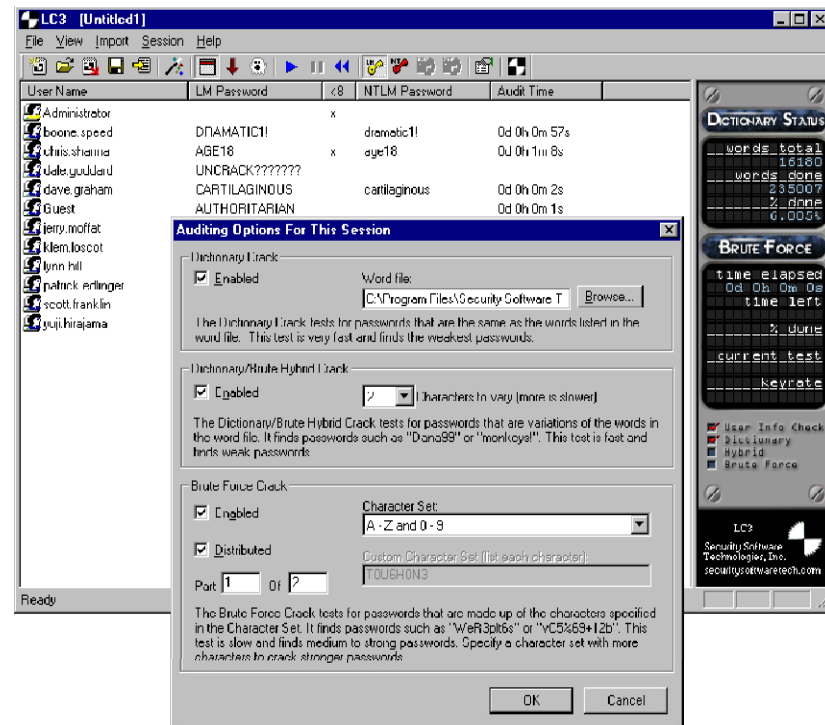 LC3 [Untitled1]
File View Import Session Help
User Name LM Password <8 NTLM Password Audit Time
Administrator x
boone.speed DRAMATIC1! dramatic1! 0d 0h 0m 57s
chris.sharma AGE18 x age18 0d 0h 1m 8s
dale.goddard UNCRACK???????
dave.graham CARTILAGINOUS cartilaginous 0d 0h 0m 2s
Guest AUTHORITARIAN 0d 0h 0m 1s
jerry.moffat
klem.loscot
lynn.hill
patrick.edlinger
scott.franklin
yuji.hirajama
Ready
Auditing Options For This Session
Dictionary Crack
Enabled
Word file:
C:\Program Files\Security Software T
Browse...
The Dictionary Crack tests for passwords that are the same as the words listed in the
word file. This test is very fast and finds the weakest passwords.
Dictionary/Brute Hybrid Crack
Enabled
2 Characters to vary (more is slower)
The Dictionary/Brute Hybrid Crack tests for passwords that are variations of the words in
the word file. It finds passwords such as "Dana99" or "monkeys!". This test is fast and
finds weak passwords.
Brute Force Crack
Enabled
Character Set:
A - Z and 0 - 9
Distributed
Custom Character Set (list each character):
TOUGHON3
Part 1 Of 2
The Brute Force Crack tests for passwords that are made up of the characters specified
in the Character Set. It finds passwords such as "WeR3plt6s" or "vC5%69+12b". This
test is slow and finds medium to strong passwords. Specify a character set with more
characters to crack stronger passwords.
OK Cancel
DICTIONARY STATUS
words total
16180
words done
235007
% done
6.005%
BRUTE FORCE
time elapsed
0d 0h 0m 0s
time left
% done
current test
keyrate
User Info Check
Dictionary
Hybrid
Brute Force
LC3
Security Software
Technologies, Inc.
securitysoftwaretech.com